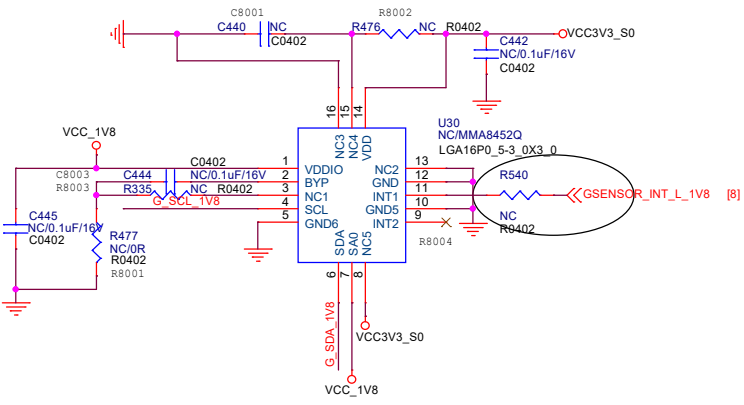 C8001
R8002
C440
NC
R476
NC
R0402
VCC3V3_S0
C0402
C442
NC/0.1uF/16V
C0402
16
15
14
U30
NC/MMA8452Q
LGA16P0_5-3_0X3_0
VCC_1V8
NC3
NC4
VDD
C0402
1
VDDIO
NC2
13
C8003
C444
NC/0.1uF/16V
2
BYP
GND
12
R540
R8003
R335
NC
R0402
3
NC1
INT1
11
GSENSOR_INT_L_1V8
[8]
G_SCL_1V8
4
SCL
GND5
10
C445
NC/0.1uF/16V
C0402
5
GND6
INT2
9
NC
R0402
R477
NC/0R
R0402
R8001
R8004
SDA
SA0
NC5
6
7
8
G_SDA_1V8
VCC3V3_S0
VCC_1V8